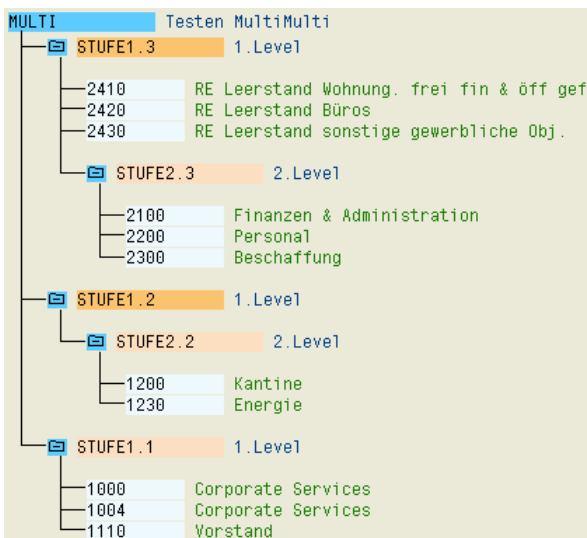 MULTI Testen MultiMulti
STUFE1.3 1.Level
2410 RE Leerstand Wohnung. frei fin & öff gef
2420 RE Leerstand Büros
2430 RE Leerstand sonstige gewerbliche Obj.
STUFE2.3 2.Level
2100 Finanzen & Administration
2200 Personal
2300 Beschaffung
STUFE1.2 1.Level
STUFE2.2 2.Level
1200 Kantine
1230 Energie
STUFE1.1 1.Level
1000 Corporate Services
1004 Corporate Services
1110 Vorstand